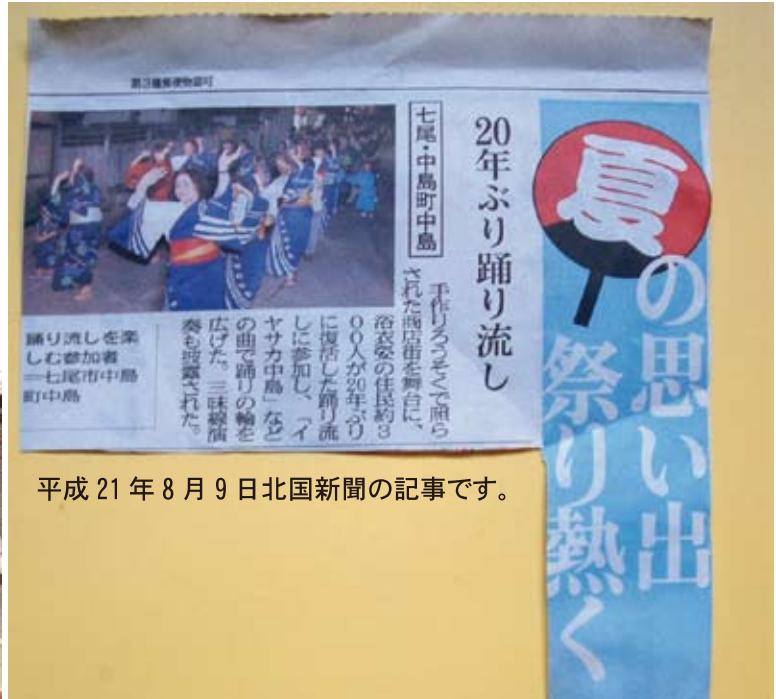 第3種郵便物認可
夏の思い出
祭り熱く
20年ぶり踊り流し
七尾・中島町中島
手作りろうそくで照ら
された商店街を舞台に、
浴衣姿の住民約3
00人が20年ぶり
に復活した踊り流
しに参加し、「イ
ヤサカ中島」など
の曲で踊りの輪を
広げた。三味線演
奏も披露された。
踊り流しを楽
しむ参加者
＝七尾市中島
町中島
平成 21 年 8 月 9 日北国新聞の記事です。